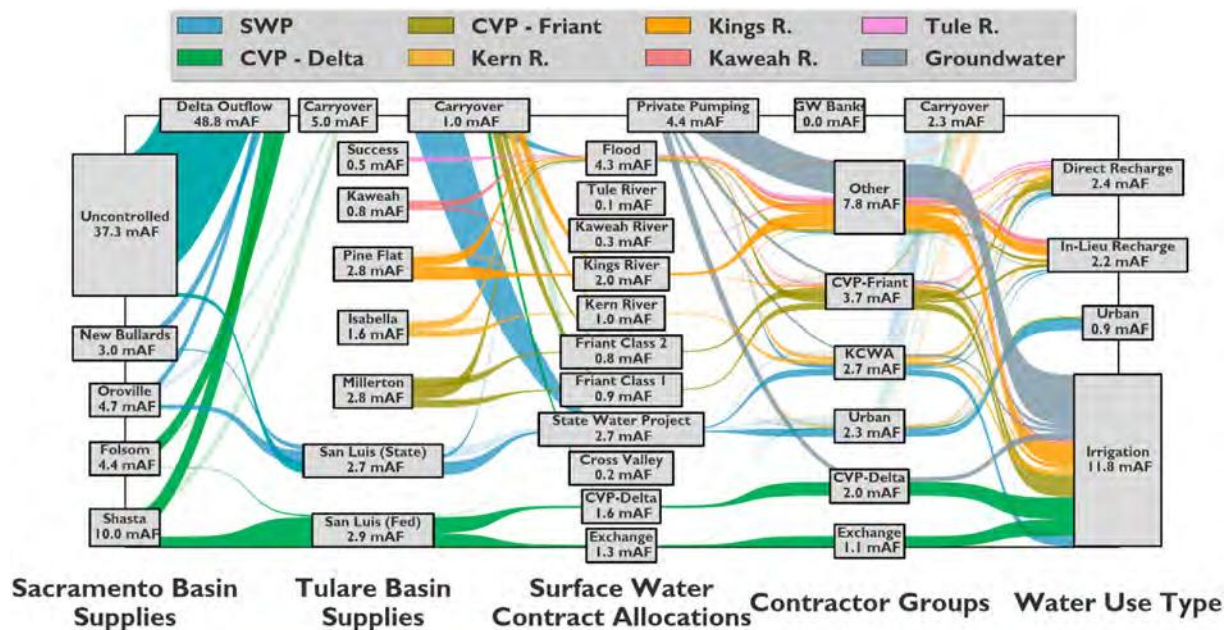 SWP
CVP - Friant
Kings R.
Tule R.
CVP - Delta
Kern R.
Kaweah R.
Groundwater
Delta Outflow
48.8 mAF
Carryover
5.0 mAF
Carryover
1.0 mAF
Private Pumping
4.4 mAF
GW Banks
0.0 mAF
Carryover
2.3 mAF
Uncontrolled
37.3 mAF
New Bullards
3.0 mAF
Oroville
4.7 mAF
Folsom
4.4 mAF
Shasta
10.0 mAF
Success
0.5 mAF
Kaweah
0.8 mAF
Pine Flat
2.8 mAF
Isabella
1.6 mAF
Millerton
2.8 mAF
San Luis (State)
2.7 mAF
San Luis (Fed)
2.9 mAF
Flood
4.3 mAF
Tule River
0.1 mAF
Kaweah River
0.3 mAF
Kings River
2.0 mAF
Kern River
1.0 mAF
Friant Class 2
0.8 mAF
Friant Class 1
0.9 mAF
State Water Project
2.7 mAF
Cross Valley
0.2 mAF
CVP-Delta
1.6 mAF
Exchange
1.3 mAF
Other
7.8 mAF
CVP-Friant
3.7 mAF
KCWA
2.7 mAF
Urban
2.3 mAF
CVP-Delta
2.0 mAF
Exchange
1.1 mAF
Direct Recharge
2.4 mAF
In-Lieu Recharge
2.2 mAF
Urban
0.9 mAF
Irrigation
11.8 mAF
Sacramento Basin
Supplies
Tulare Basin
Supplies
Surface Water
Contract Allocations
Contractor Groups
Water Use Type